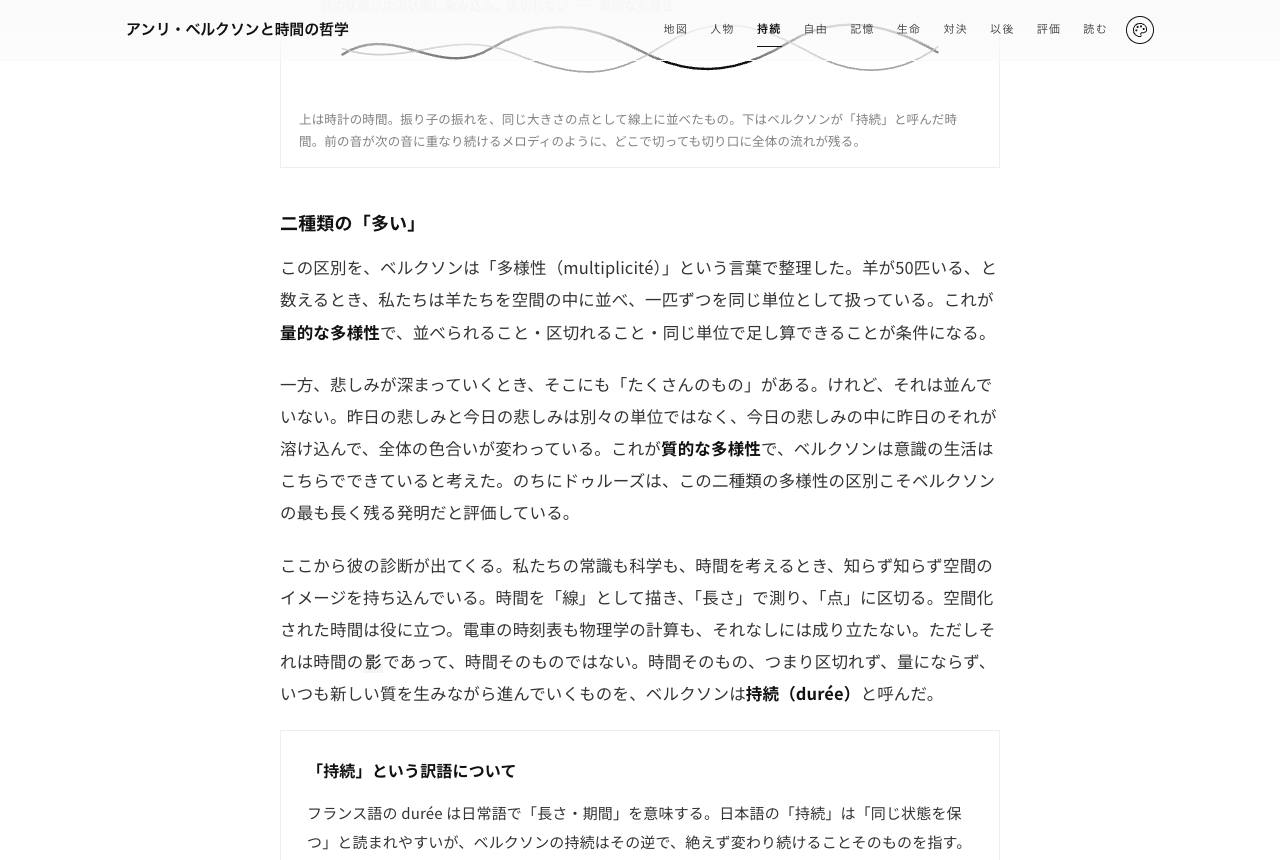 アンリ・ベルクソンと時間の哲学
地図 人物 持続 自由 記憶 生命 対決 以後 評価 読む
上は時計の時間。振り子の振れを、同じ大きさの点として線上に並べたもの。下はベルクソンが「持続」と呼んだ時
間。前の音が次の音に重なり続けるメロディのように、どこで切っても切り口に全体の流れが残る。
二種類の「多い」
この区別を、ベルクソンは「多様性（multiplicité）」という言葉で整理した。羊が50匹いる、と
数えるとき、私たちは羊たちを空間の中に並べ、一匹ずつを同じ単位として扱っている。これが
量的な多様性で、並べられること・区切れること・同じ単位で足し算できることが条件になる。
一方、悲しみが深まっていくとき、そこにも「たくさんのもの」がある。けれど、それは並んで
いない。昨日の悲しみと今日の悲しみは別々の単位ではなく、今日の悲しみの中に昨日のそれが
溶け込んで、全体の色合いが変わっている。これが質的な多様性で、ベルクソンは意識の生活は
こちらでできていると考えた。のちにドゥルーズは、この二種類の多様性の区別こそベルクソン
の最も長く残る発明だと評価している。
ここから彼の診断が出てくる。私たちの常識も科学も、時間を考えるとき、知らず知らず空間の
イメージを持ち込んでいる。時間を「線」として描き、「長さ」で測り、「点」に区切る。空間化
された時間は役に立つ。電車の時刻表も物理学の計算も、それなしには成り立たない。ただしそ
れは時間の影であって、時間そのものではない。時間そのもの、つまり区切れず、量にならず、
いつも新しい質を生みながら進んでいくものを、ベルクソンは持続（durée）と呼んだ。
「持続」という訳語について
フランス語の durée は日常語で「長さ・期間」を意味する。日本語の「持続」は「同じ状態を保
つ」と読まれやすいが、ベルクソンの持続はその逆で、絶えず変わり続けることそのものを指す。